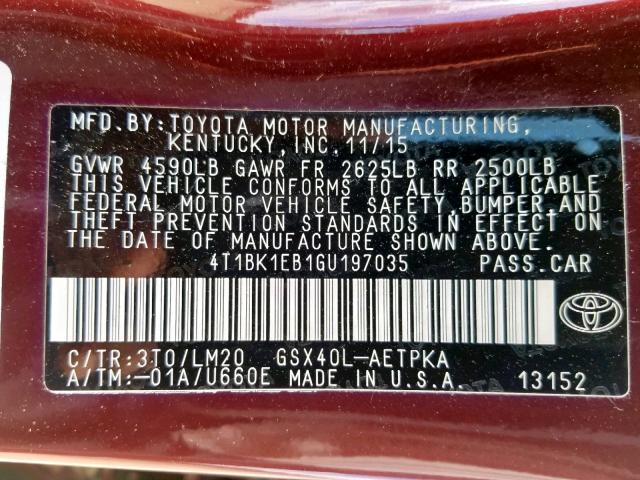 MFD.BY:TOYOTA MOTOR MANUFACTURING,
KENTUCKY, INC. 11/15
GVWR 4590LB GAWR FR 2625LB RR 2500LB
THIS VEHICLE CONFORMS TO ALL APPLICABLE
FEDERAL MOTOR VEHICLE SAFETY, BUMPER, AND
THEFT PREVENTION STANDARDS IN EFFECT ON
THE DATE OF MANUFACTURE SHOWN ABOVE.
4T1BK1EB1GU197035 PASS.CAR
C/TR:3T0/LM20 GSX40L-AETPKA
A/TM:-01A/U660E MADE IN U.S.A. 13152